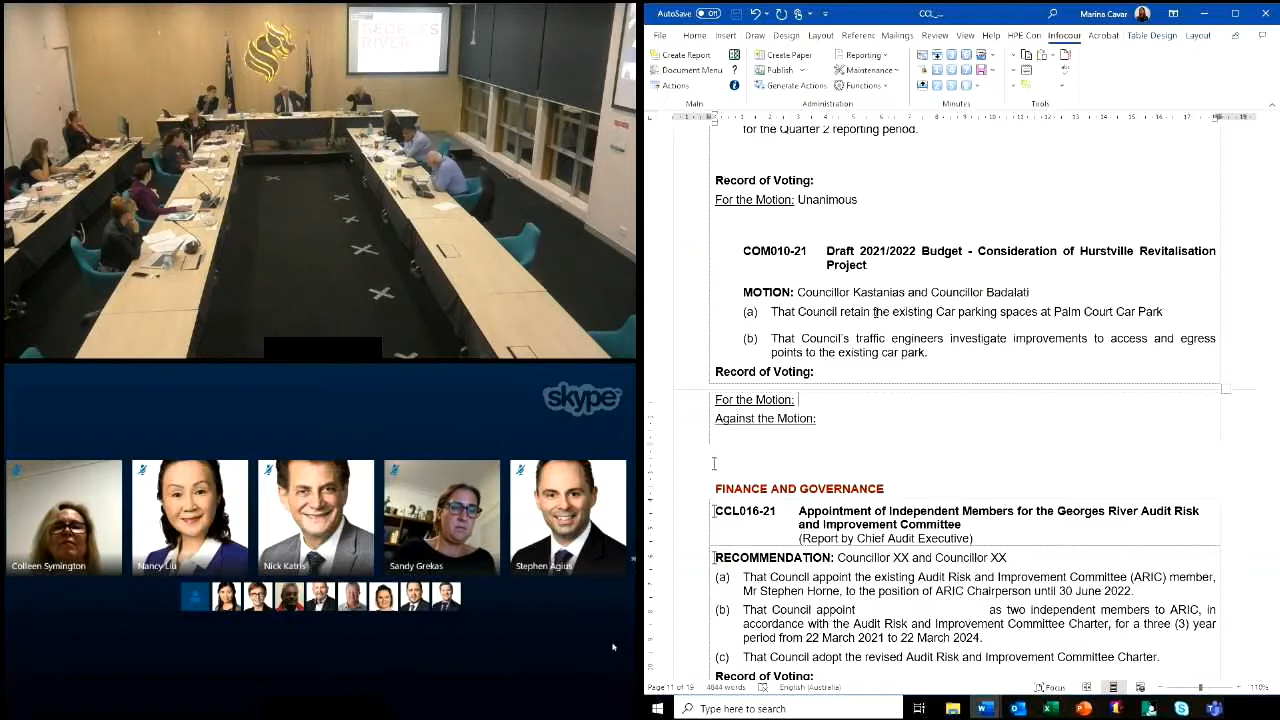 GEORGES
RIVER
skype
Colleen Symington
Nancy Liu
Nick Katris
Sandy Grekas
Stephen Agius
AutoSave Off
CCL_...
Marina Cavar
File Home Insert Draw Design Layout References Mailings Review View Help HPE Con Infocoun Acrobat Table Design Layout
Create Report
Document Menu
Actions
Main
Create Paper
Publish
Generate Actions
Reporting
Maintenance
Functions
Administration
Minutes
Tools
for the Quarter 2 reporting period.
Record of Voting:
For the Motion: Unanimous
COM010-21 Draft 2021/2022 Budget - Consideration of Hurstville Revitalisation
Project
MOTION: Councillor Kastanias and Councillor Badalati
(a) That Council retain the existing Car parking spaces at Palm Court Car Park
(b) That Council's traffic engineers investigate improvements to access and egress
points to the existing car park.
Record of Voting:
For the Motion:
Against the Motion:
FINANCE AND GOVERNANCE
CCL016-21 Appointment of Independent Members for the Georges River Audit Risk
and Improvement Committee
(Report by Chief Audit Executive)
RECOMMENDATION: Councillor XX and Councillor XX
(a) That Council appoint the existing Audit Risk and Improvement Committee (ARIC) member,
Mr Stephen Horne, to the position of ARIC Chairperson until 30 June 2022.
(b) That Council appoint as two independent members to ARIC, in
accordance with the Audit Risk and Improvement Committee Charter, for a three (3) year
period from 22 March 2021 to 22 March 2024.
(c) That Council adopt the revised Audit Risk and Improvement Committee Charter.
Record of Voting:
Page 11 of 19 4844 words English (Australia) Focus 110%
Type here to search